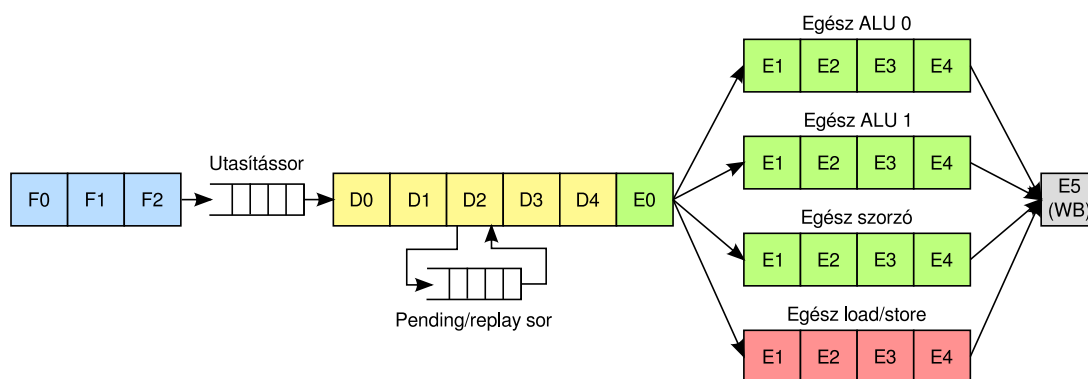 Egész ALU 0
E1 E2 E3 E4
Egész ALU 1
E1 E2 E3 E4
Utasítássor
F0 F1 F2
D0 D1 D2 D3 D4 E0
E5
(WB)
Egész szorzó
E1 E2 E3 E4
Pending/replay sor
Egész load/store
E1 E2 E3 E4